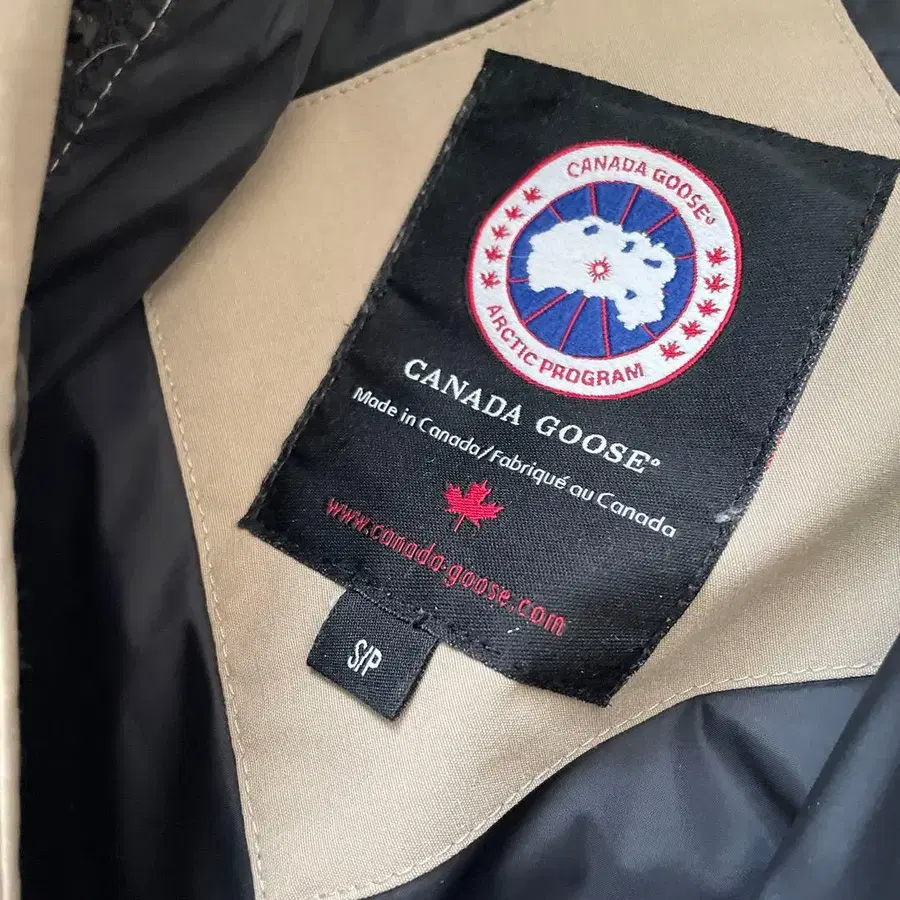 CANADA GOOSE®
ARCTIC PROGRAM
CANADA GOOSE®
Made in Canada/Fabriqué au Canada
www.canada-goose.com
S/P